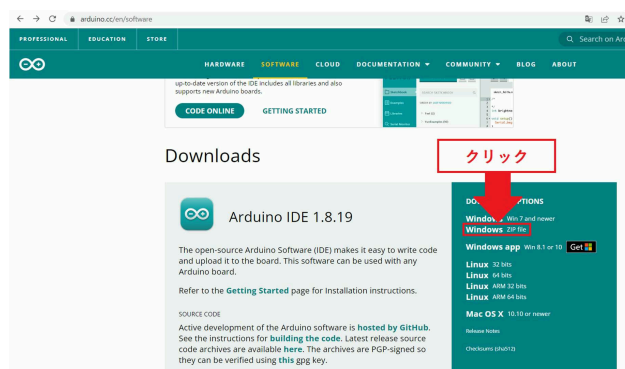 arduino.cc/en/software
PROFESSIONAL EDUCATION STORE
Search on Ar
HARDWARE SOFTWARE CLOUD DOCUMENTATION COMMUNITY BLOG ABOUT
up-to-date version of the IDE includes all libraries and also
supports new Arduino boards.
CODE ONLINE GETTING STARTED
Downloads
クリック
Arduino IDE 1.8.19
The open-source Arduino Software (IDE) makes it easy to write code
and upload it to the board. This software can be used with any
Arduino board.
Refer to the Getting Started page for Installation instructions.
SOURCE CODE
Active development of the Arduino software is hosted by GitHub.
See the instructions for building the code. Latest release source
code archives are available here. The archives are PGP-signed so
they can be verified using this gpg key.
DO TIONS
Windows Win 7 and newer
Windows ZIP file
Windows app Win 8.1 or 10 Get
Linux 32 bits
Linux 64 bits
Linux ARM 32 bits
Linux ARM 64 bits
Mac OS X 10.10 or newer
Release Notes
Checksums (sha512)